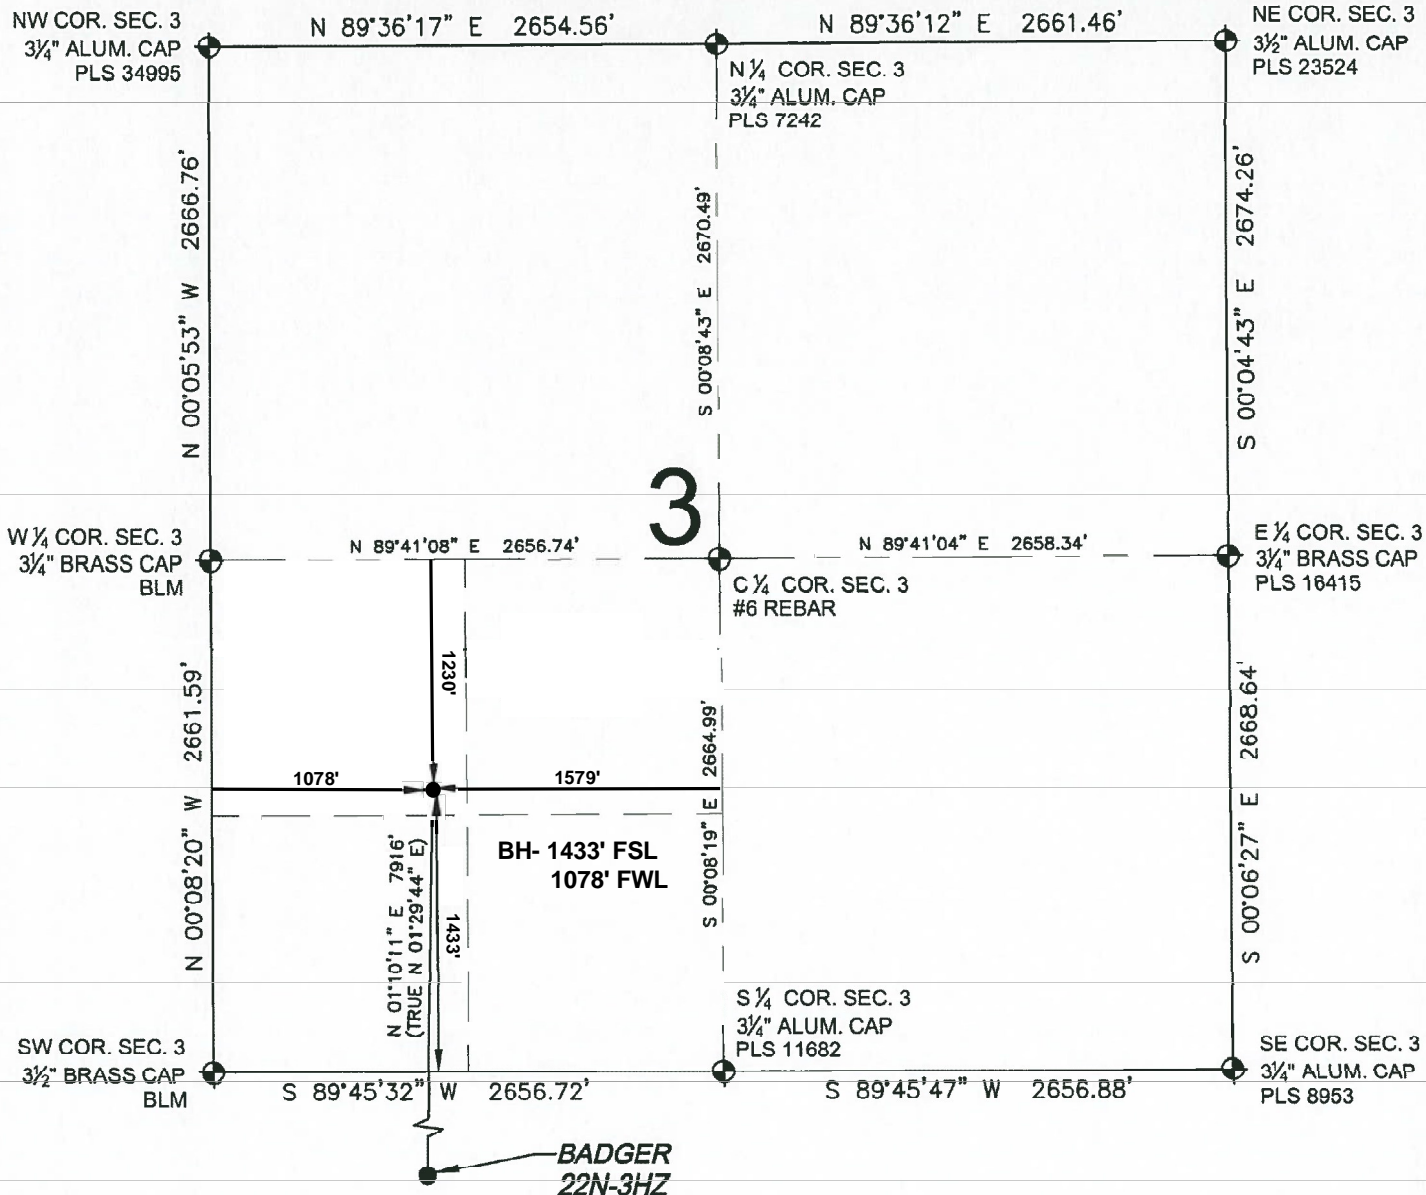 NW COR. SEC. 3
3¼" ALUM. CAP
PLS 34995
N 89°36'17" E 2654.56'
N 89°36'12" E 2661.46'
NE COR. SEC. 3
3½" ALUM. CAP
PLS 23524
N ¼ COR. SEC. 3
3¼" ALUM. CAP
PLS 7242
N 00°05'53" W 2666.76'
S 00°08'43" E 2670.49'
S 00°04'43" E 2674.26'
3
W ¼ COR. SEC. 3
3¼" BRASS CAP
BLM
N 89°41'08" E 2656.74'
N 89°41'04" E 2658.34'
E ¼ COR. SEC. 3
3¼" BRASS CAP
PLS 16415
C ¼ COR. SEC. 3
#6 REBAR
1230'
N 00°08'20" W 2661.59'
1078'
1579'
S 00°08'19" E 2664.99'
S 00°06'27" E 2668.64'
BH- 1433' FSL
1078' FWL
N 01°10'11" E 7916'
(TRUE N 01°29'44" E)
1433'
S ¼ COR. SEC. 3
3¼" ALUM. CAP
PLS 11682
SW COR. SEC. 3
3½" BRASS CAP
BLM
S 89°45'32" W 2656.72'
S 89°45'47" W 2656.88'
SE COR. SEC. 3
3¼" ALUM. CAP
PLS 8953
BADGER
22N-3HZ